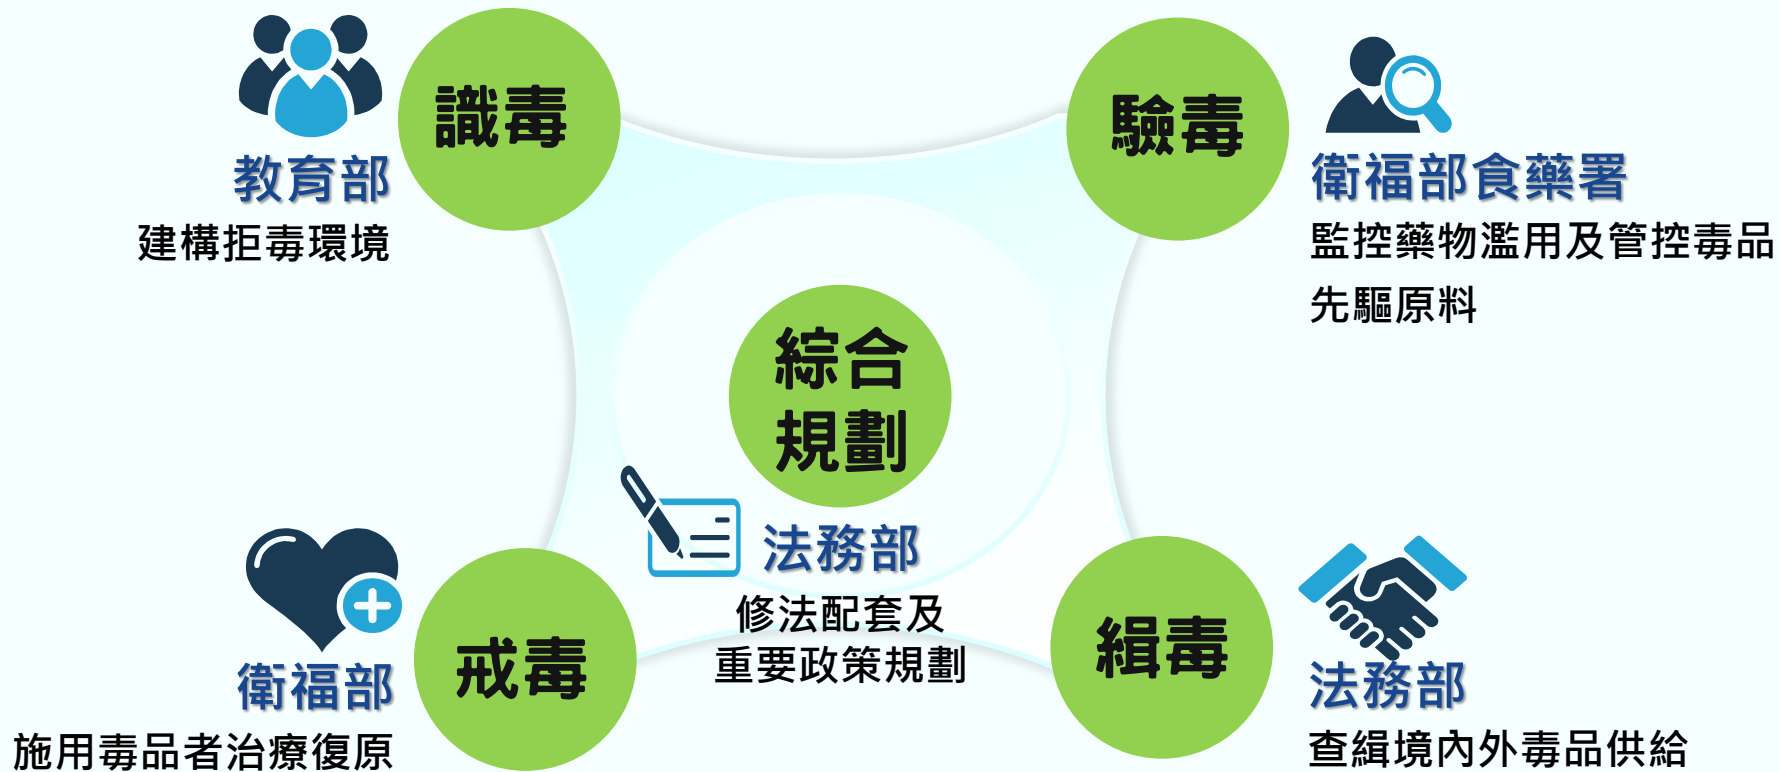 識毒
教育部
建構拒毒環境
驗毒
衛福部食藥署
監控藥物濫用及管控毒品
先驅原料
綜合
規劃
法務部
修法配套及
重要政策規劃
戒毒
衛福部
施用毒品者治療復原
緝毒
法務部
查緝境內外毒品供給